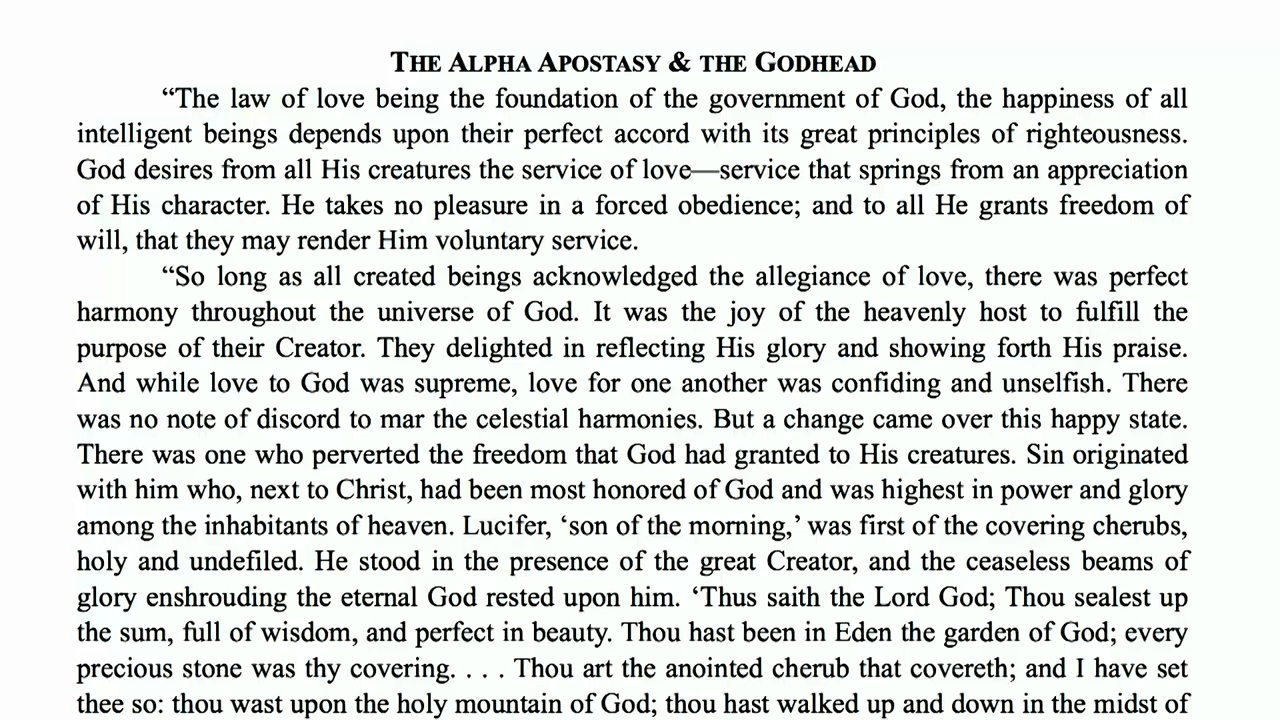 THE ALPHA APOSTASY & THE GODHEAD
“The law of love being the foundation of the government of God, the happiness of all
intelligent beings depends upon their perfect accord with its great principles of righteousness.
God desires from all His creatures the service of love—service that springs from an appreciation
of His character. He takes no pleasure in a forced obedience; and to all He grants freedom of
will, that they may render Him voluntary service.
“So long as all created beings acknowledged the allegiance of love, there was perfect
harmony throughout the universe of God. It was the joy of the heavenly host to fulfill the
purpose of their Creator. They delighted in reflecting His glory and showing forth His praise.
And while love to God was supreme, love for one another was confiding and unselfish. There
was no note of discord to mar the celestial harmonies. But a change came over this happy state.
There was one who perverted the freedom that God had granted to His creatures. Sin originated
with him who, next to Christ, had been most honored of God and was highest in power and glory
among the inhabitants of heaven. Lucifer, ‘son of the morning,’ was first of the covering cherubs,
holy and undefiled. He stood in the presence of the great Creator, and the ceaseless beams of
glory enshrouding the eternal God rested upon him. ‘Thus saith the Lord God; Thou sealest up
the sum, full of wisdom, and perfect in beauty. Thou hast been in Eden the garden of God; every
precious stone was thy covering. . . . Thou art the anointed cherub that covereth; and I have set
thee so: thou wast upon the holy mountain of God; thou hast walked up and down in the midst of